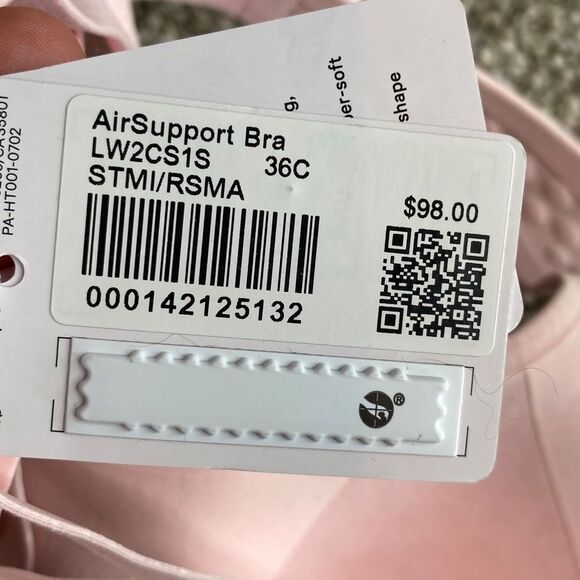 AirSupport Bra
LW2CS1S 36C
STMI/RSMA
$98.00
000142125132
PA-HT001-0702
shape
®